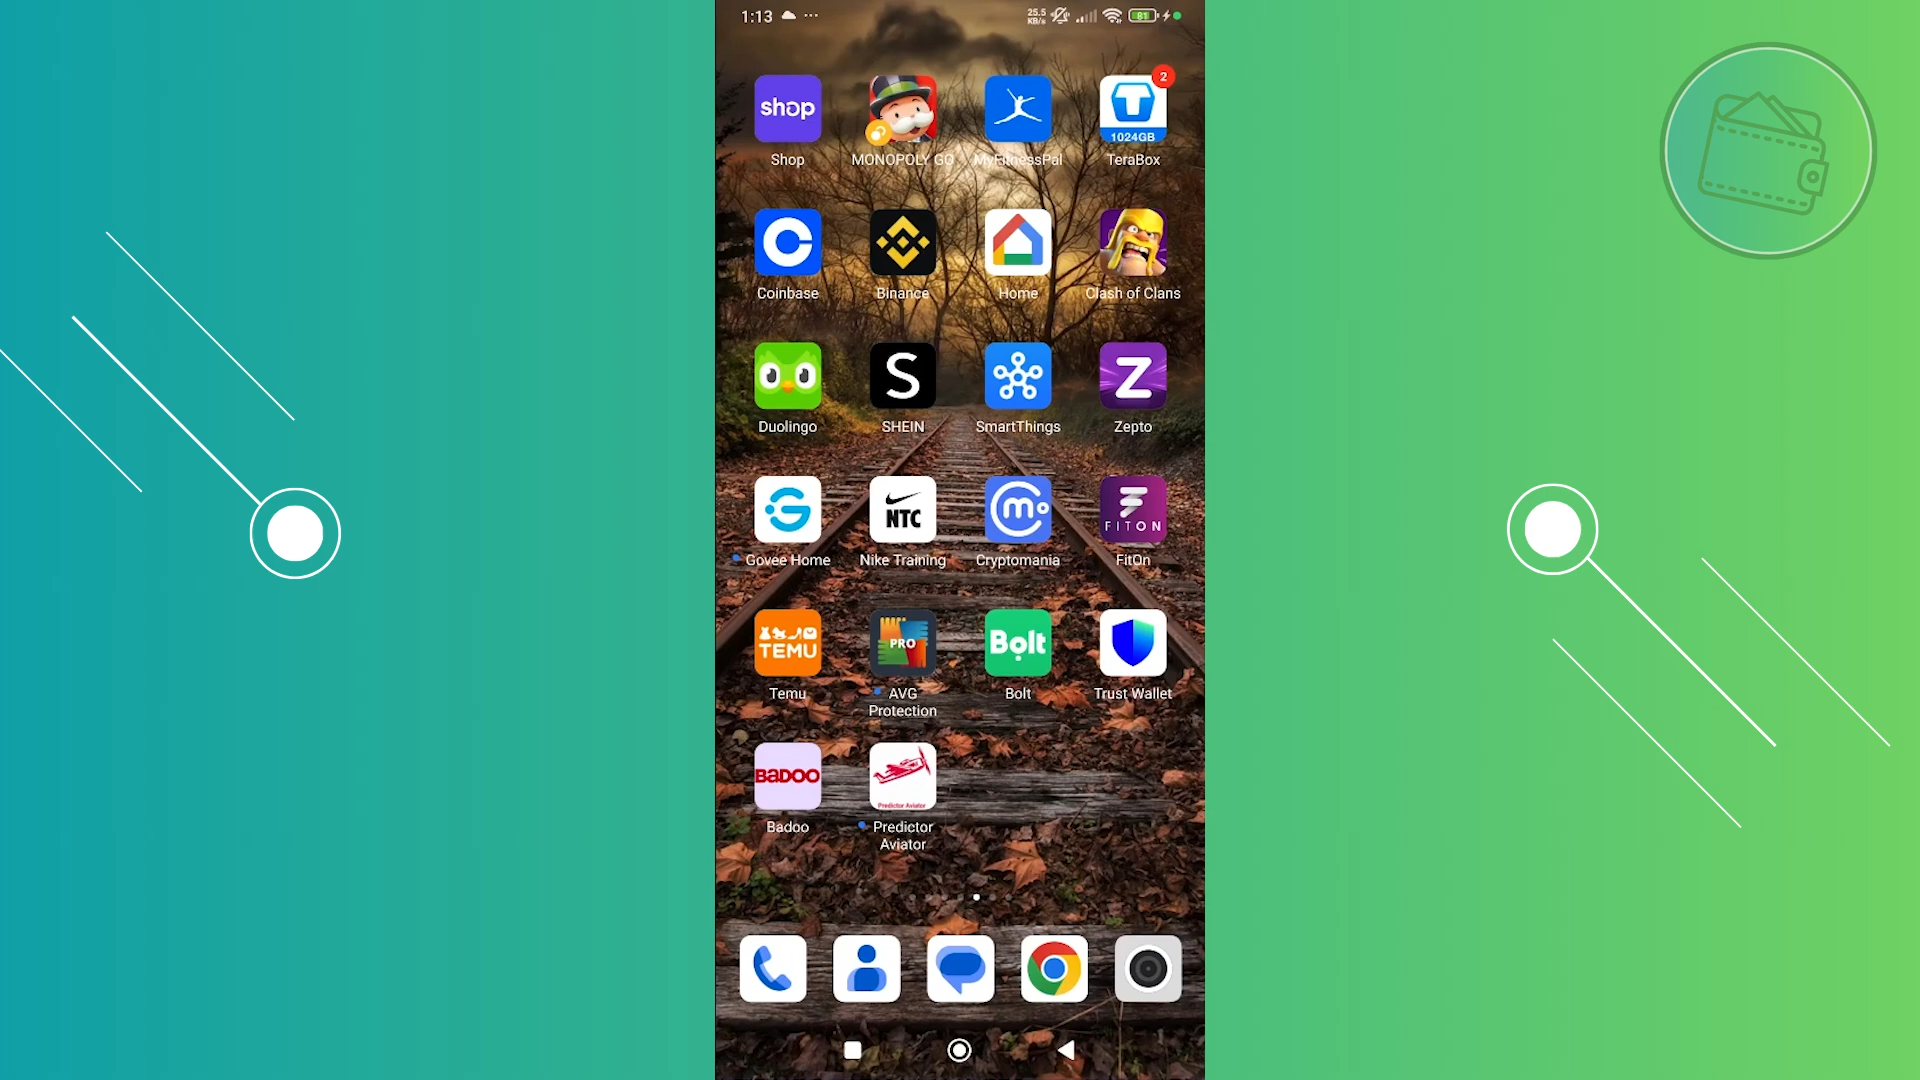 1:13 ...
25.5
KB/s
81
shop
2
1024GB
Shop
MONOPOLY GO
MyFitnessPal
TeraBox
Coinbase
Binance
Home
Clash of Clans
S
Z
Duolingo
SHEIN
SmartThings
Zepto
NTC
m
FITON
Govee Home
Nike Training
Cryptomania
FitOn
TEMU
PRO
Bolt
Temu
AVG
Protection
Bolt
Trust Wallet
BADOO
Predictor Aviator
Badoo
Predictor
Aviator